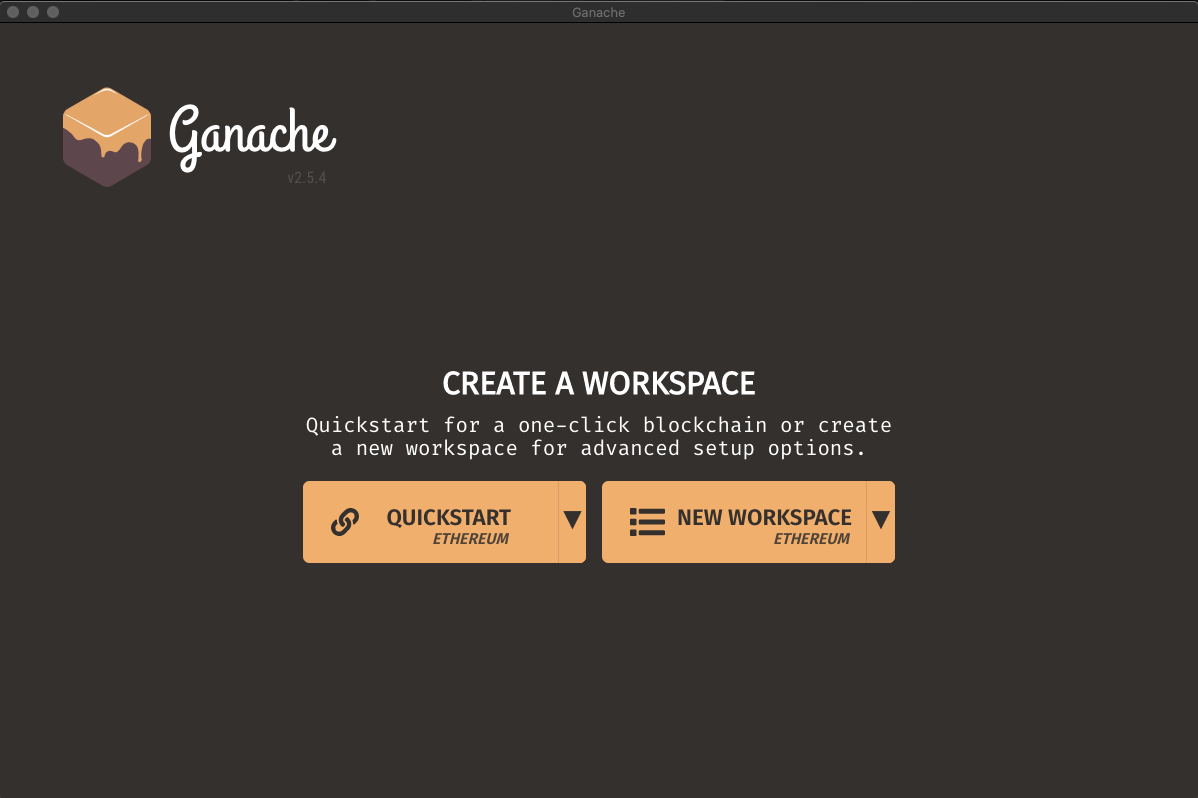 Ganache
Ganache
v2.5.4
CREATE A WORKSPACE
Quickstart for a one-click blockchain or create
a new workspace for advanced setup options.
QUICKSTART
ETHEREUM
▼
NEW WORKSPACE
ETHEREUM
▼